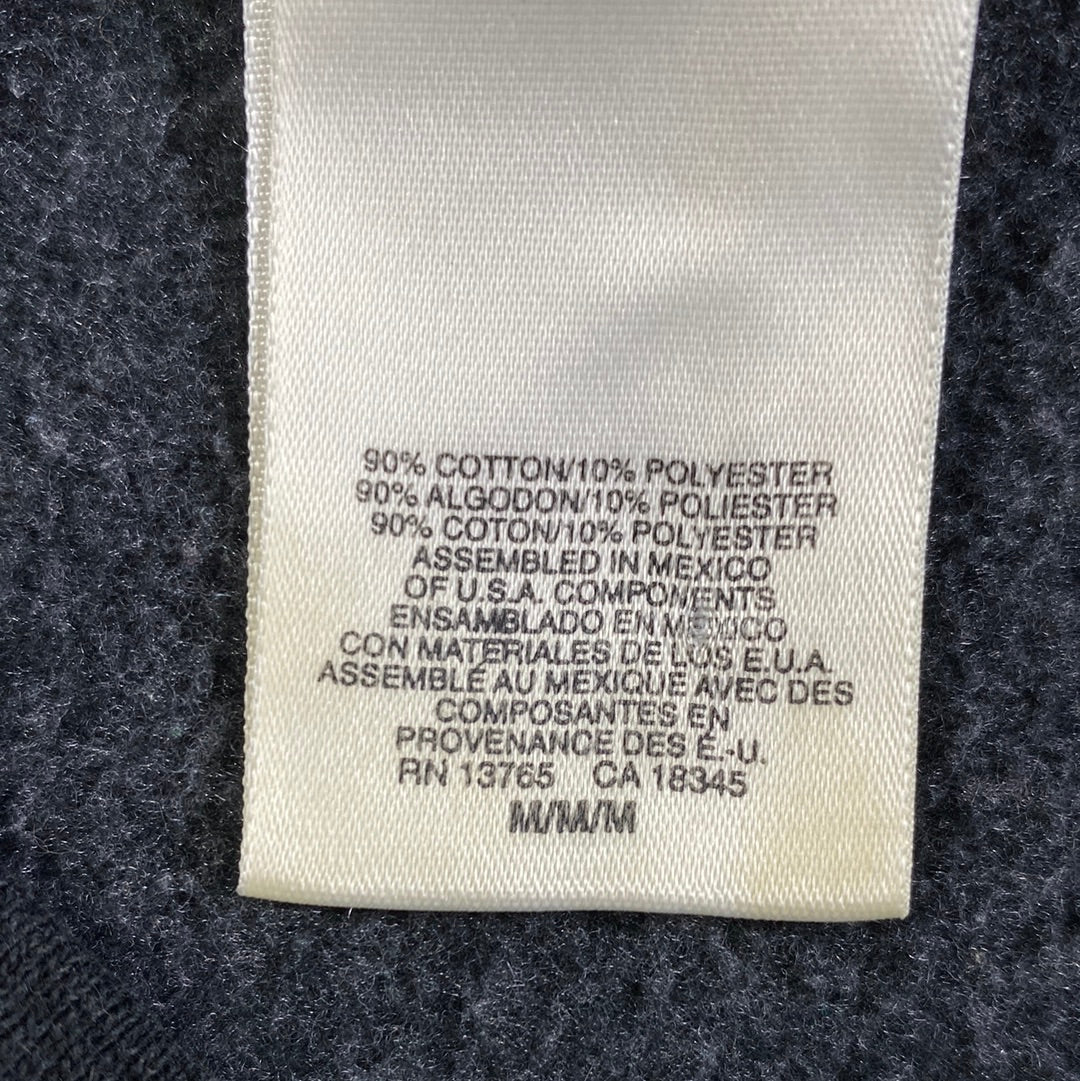 90% COTTON/10% POLYESTER
90% ALGODON/10% POLIESTER
90% COTON/10% POLYESTER
ASSEMBLED IN MEXICO
OF U.S.A. COMPONENTS
ENSAMBLADO EN MEXICO
CON MATERIALES DE LOS E.U.A.
ASSEMBLÉ AU MEXIQUE AVEC DES
COMPOSANTES EN
PROVENANCE DES É.-U.
RN 13765 CA 18345
M/M/M